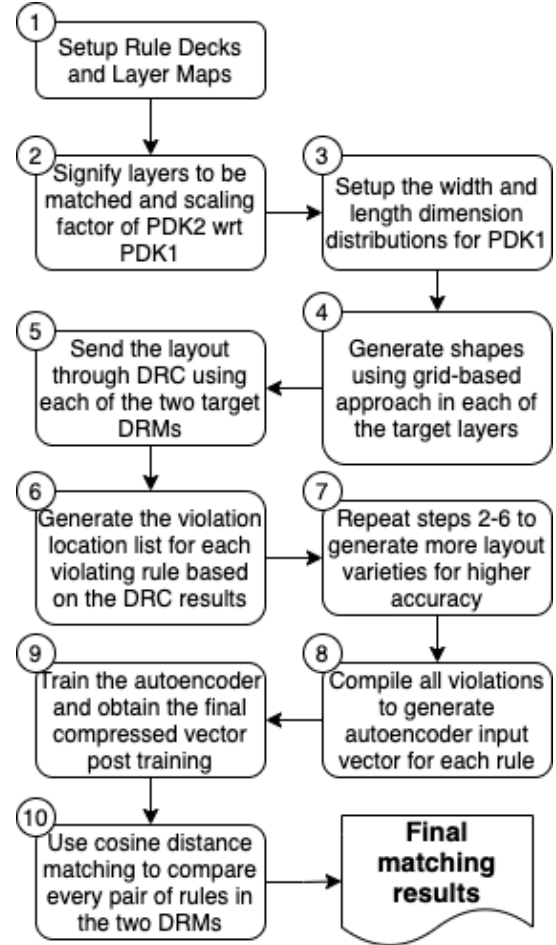 1
Setup Rule Decks
and Layer Maps
2
Signify layers to be
matched and scaling
factor of PDK2 wrt
PDK1
3
Setup the width and
length dimension
distributions for PDK1
4
Generate shapes
using grid-based
approach in each of
the target layers
5
Send the layout
through DRC using
each of the two target
DRMs
6
Generate the violation
location list for each
violating rule based
on the DRC results
7
Repeat steps 2-6 to
generate more layout
varieties for higher
accuracy
8
Compile all violations
to generate
autoencoder input
vector for each rule
9
Train the autoencoder
and obtain the final
compressed vector
post training
10
Use cosine distance
matching to compare
every pair of rules in
the two DRMs
Final
matching
results